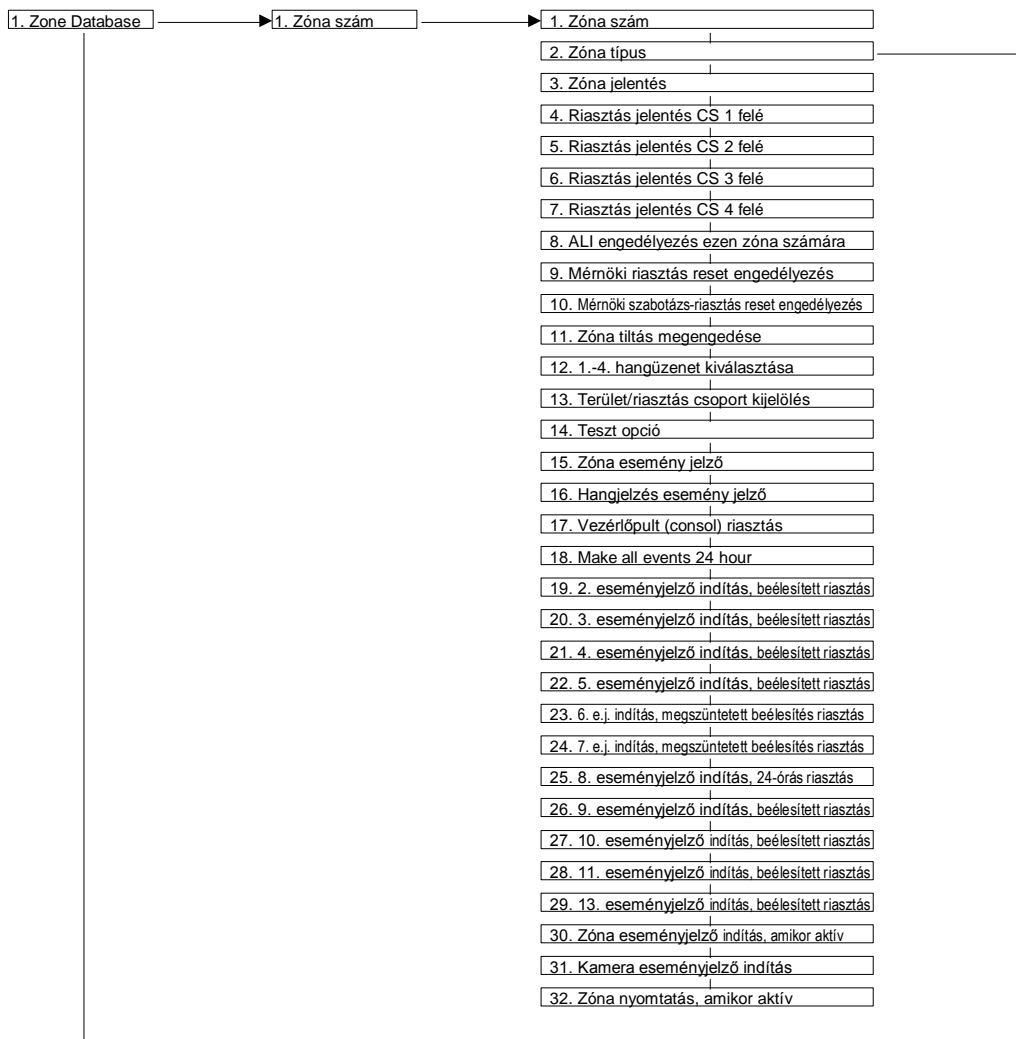 1. Zone Database
1. Zóna szám
1. Zóna szám
2. Zóna típus
3. Zóna jelentés
4. Riasztás jelentés CS 1 felé
5. Riasztás jelentés CS 2 felé
6. Riasztás jelentés CS 3 felé
7. Riasztás jelentés CS 4 felé
8. ALI engedélyezés ezen zóna számára
9. Mérnöki riasztás reset engedélyezés
10. Mérnöki szabotázs-riasztás reset engedélyezés
11. Zóna tiltás megengedése
12. 1.-4. hangüzenet kiválasztása
13. Terület/riasztás csoport kijelölés
14. Teszt opció
15. Zóna esemény jelző
16. Hangjelzés esemény jelző
17. Vezérlőpult (consol) riasztás
18. Make all events 24 hour
19. 2. eseményjelző indítás, beélesített riasztás
20. 3. eseményjelző indítás, beélesített riasztás
21. 4. eseményjelző indítás, beélesített riasztás
22. 5. eseményjelző indítás, beélesített riasztás
23. 6. e.j. indítás, megszüntetett beélesítés riasztás
24. 7. e.j. indítás, megszüntetett beélesítés riasztás
25. 8. eseményjelző indítás, 24-órás riasztás
26. 9. eseményjelző indítás, beélesített riasztás
27. 10. eseményjelző indítás, beélesített riasztás
28. 11. eseményjelző indítás, beélesített riasztás
29. 13. eseményjelző indítás, beélesített riasztás
30. Zóna eseményjelző indítás, amikor aktív
31. Kamera eseményjelző indítás
32. Zóna nyomtatás, amikor aktív